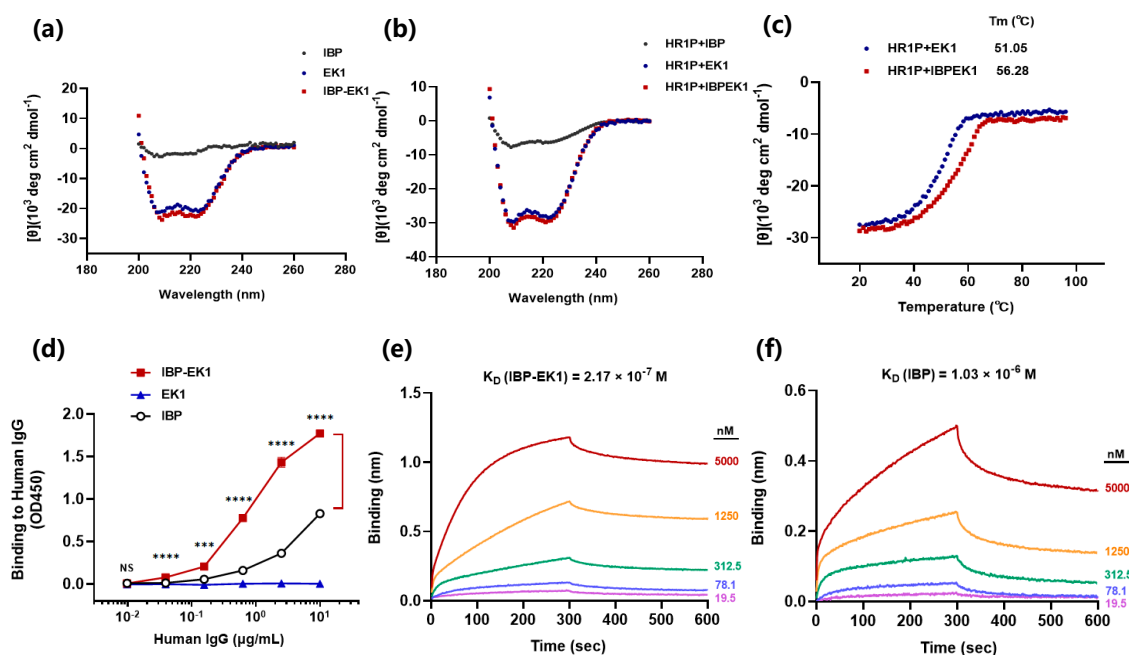 (a)
IBP
EK1
IBP-EK1
[θ](10³ deg cm² dmol⁻¹)
20
10
0
-10
-20
-30
180
200
220
240
260
280
Wavelength (nm)
(b)
HR1P+IBP
HR1P+EK1
HR1P+IBPEK1
[θ](10³ deg cm² dmol⁻¹)
20
10
0
-10
-20
-30
-40
180
200
220
240
260
280
Wavelength (nm)
(c)
Tm (℃)
HR1P+EK1 51.05
HR1P+IBPEK1 56.28
[θ](10³ deg cm² dmol⁻¹)
0
-10
-20
-30
20
40
60
80
100
Temperature (℃)
(d)
IBP-EK1
EK1
IBP
Binding to Human IgG
(OD450)
2.0
1.5
1.0
0.5
0.0
NS
****
***
****
****
****
10⁻²
10⁻¹
10⁰
10¹
Human IgG (μg/mL)
(e)
K_D (IBP-EK1) = 2.17 × 10⁻⁷ M
Binding (nm)
1.5
1.0
0.5
0.0
nM
5000
1250
312.5
78.1
19.5
0 100 200 300 400 500 600
Time (sec)
(f)
K_D (IBP) = 1.03 × 10⁻⁶ M
Binding (nm)
0.6
0.4
0.2
0.0
nM
5000
1250
312.5
78.1
19.5
0 100 200 300 400 500 600
Time (sec)